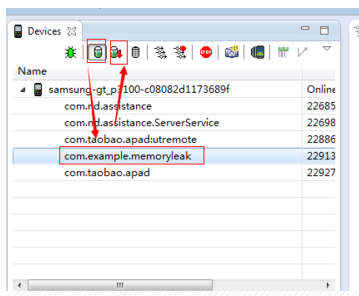 Devices
Name
samsung-gt_p3100-c08082d1173689f Online
com.nd.assistance 22685
com.nd.assistance.ServerService 22698
com.taobao.apad:utremote 22886
com.example.memoryleak 22913
com.taobao.apad 22927